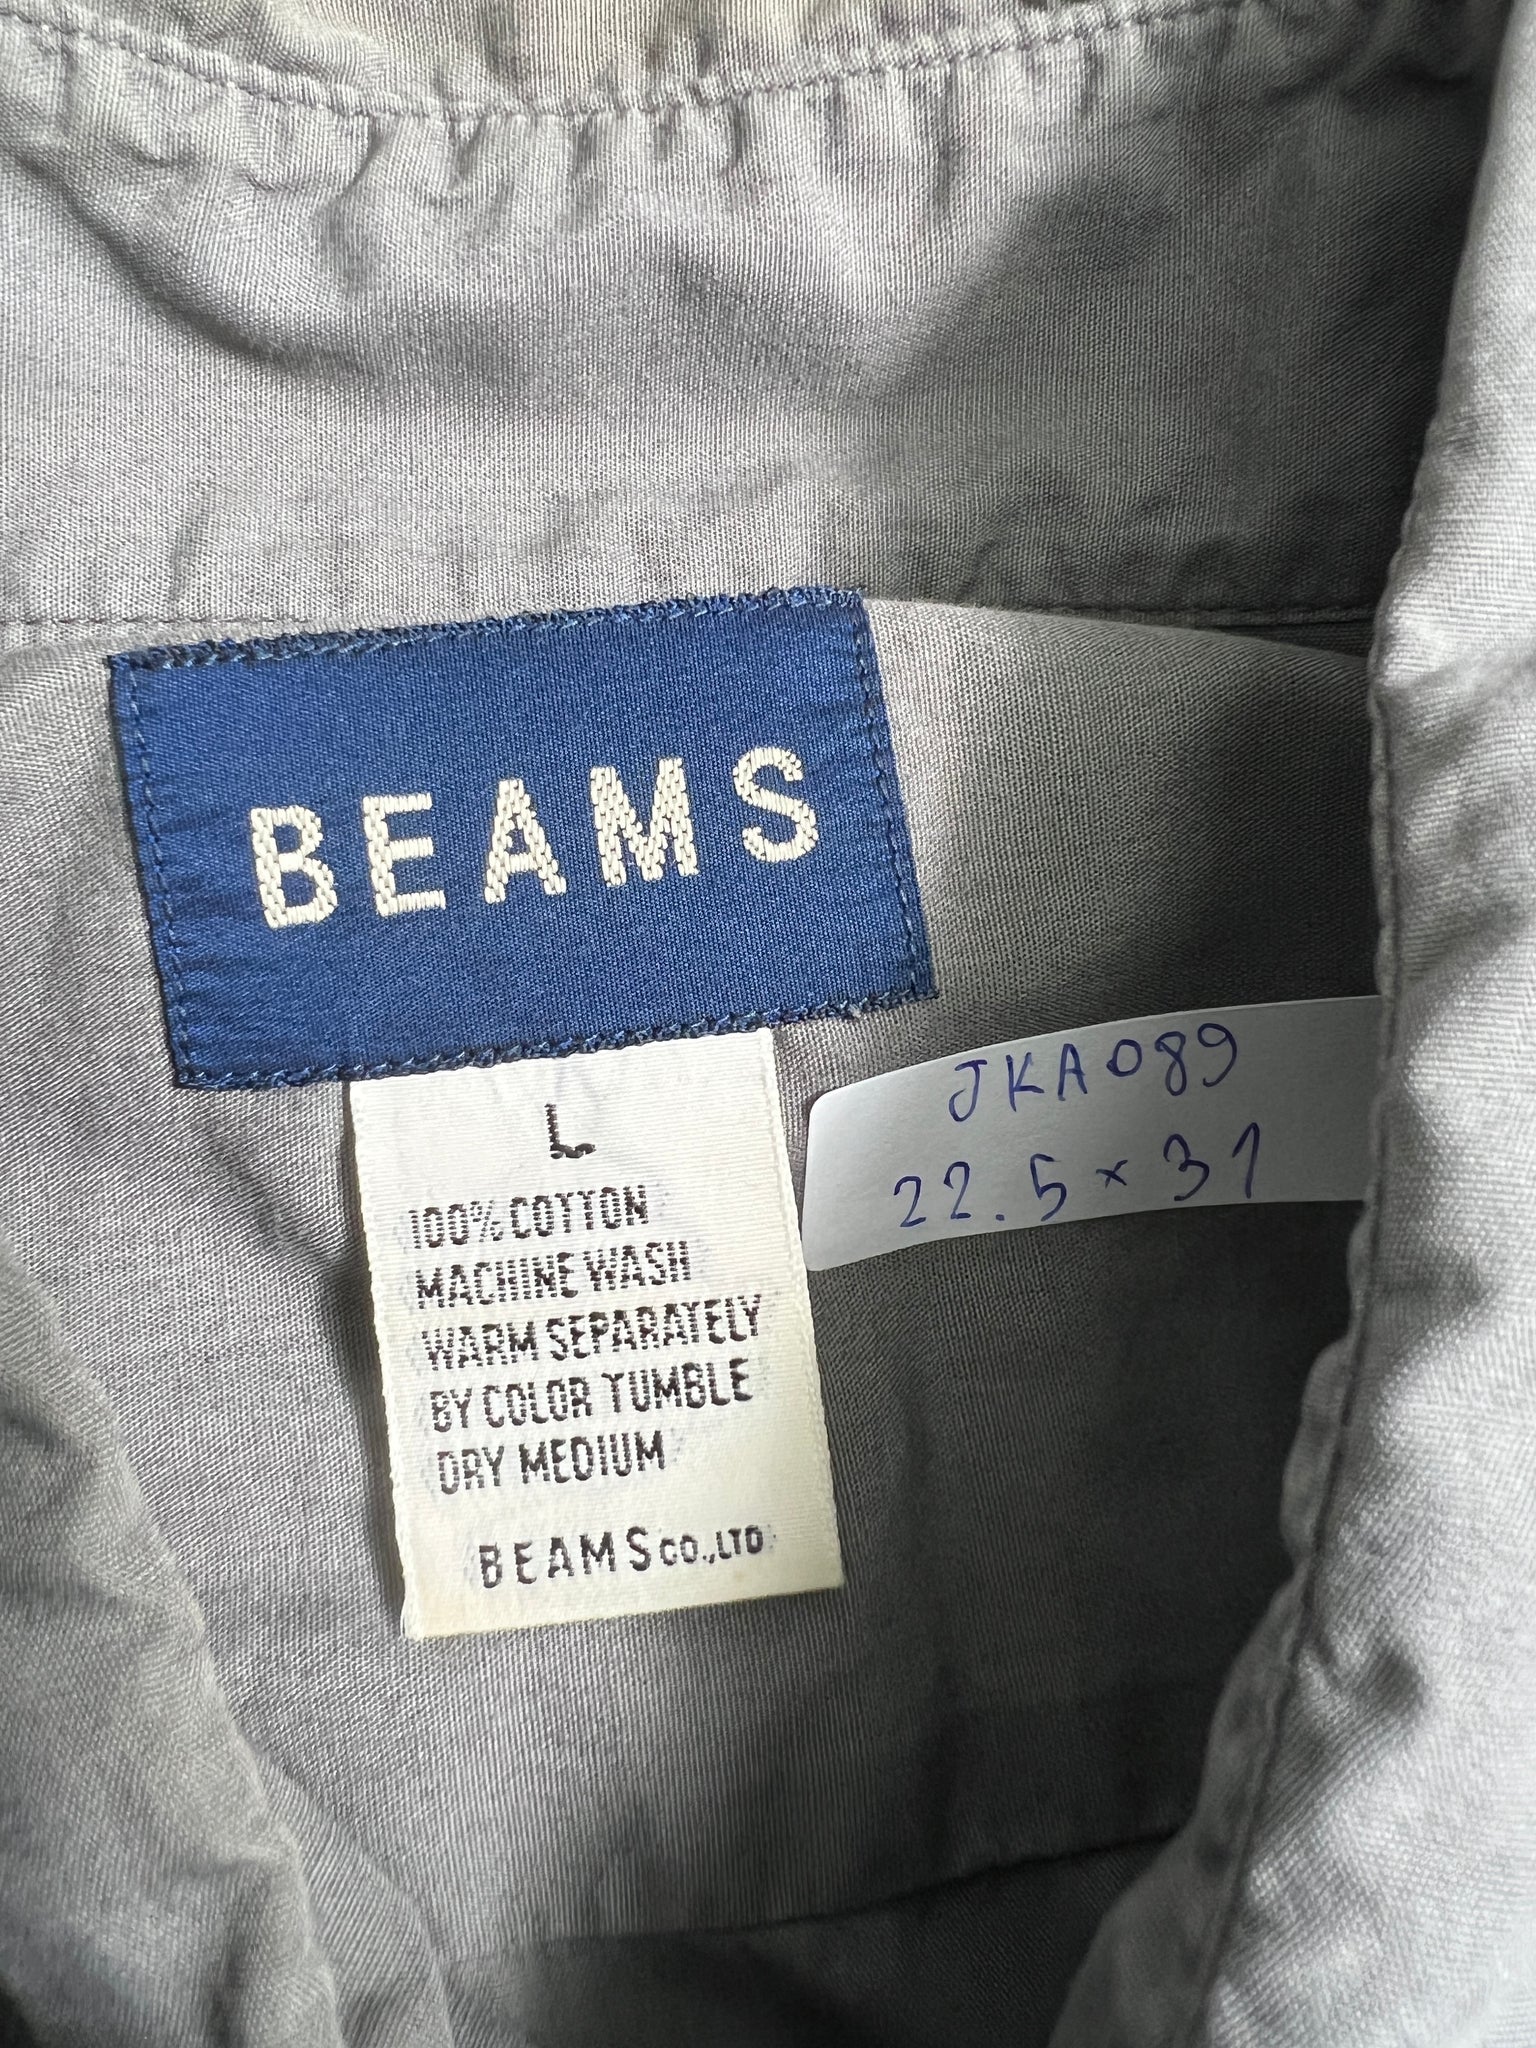 BEAMS
L
100% COTTON
MACHINE WASH
WARM SEPARATELY
BY COLOR TUMBLE
DRY MEDIUM
BEAMS CO.,LTD
JKA089
22.5 x 31